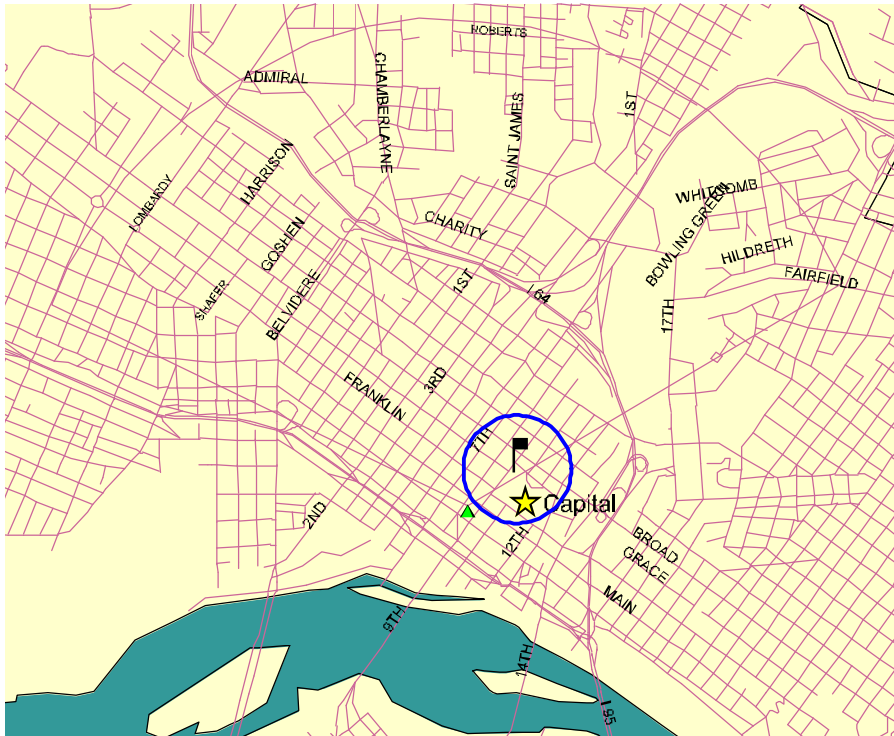 ROBERTS
ADMIRAL
CHAMBERLAYNE
SAINT JAMES
1ST
HARRISON
LOMBARDY
WHITCOMB
BOWLING GREEN
CHARITY
GOSHEN
HILDRETH
FAIRFIELD
SHAFER
BELVIDERE
1ST
I 64
17TH
3RD
FRANKLIN
7TH
Capital
2ND
12TH
BROAD
GRACE
MAIN
9TH
14TH
I 95